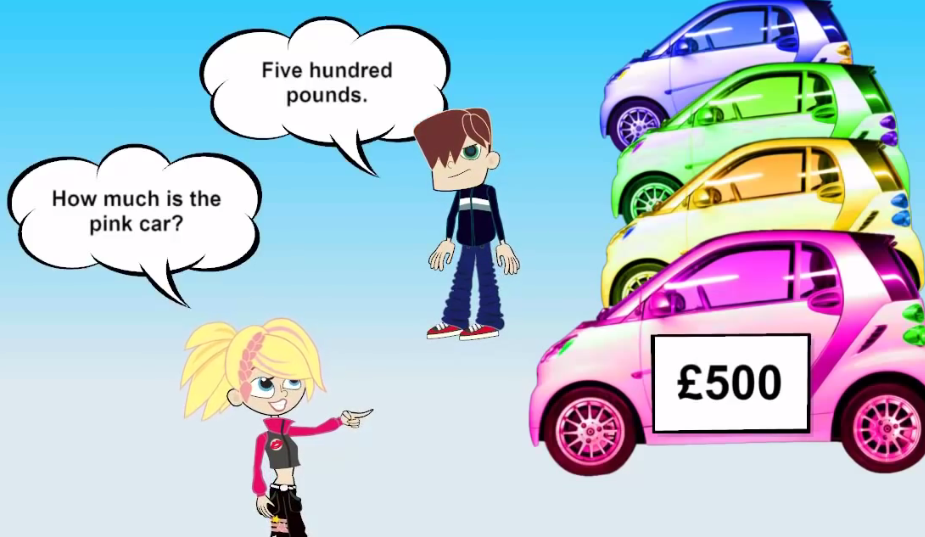 Five hundred
pounds.
How much is the
pink car?
£500